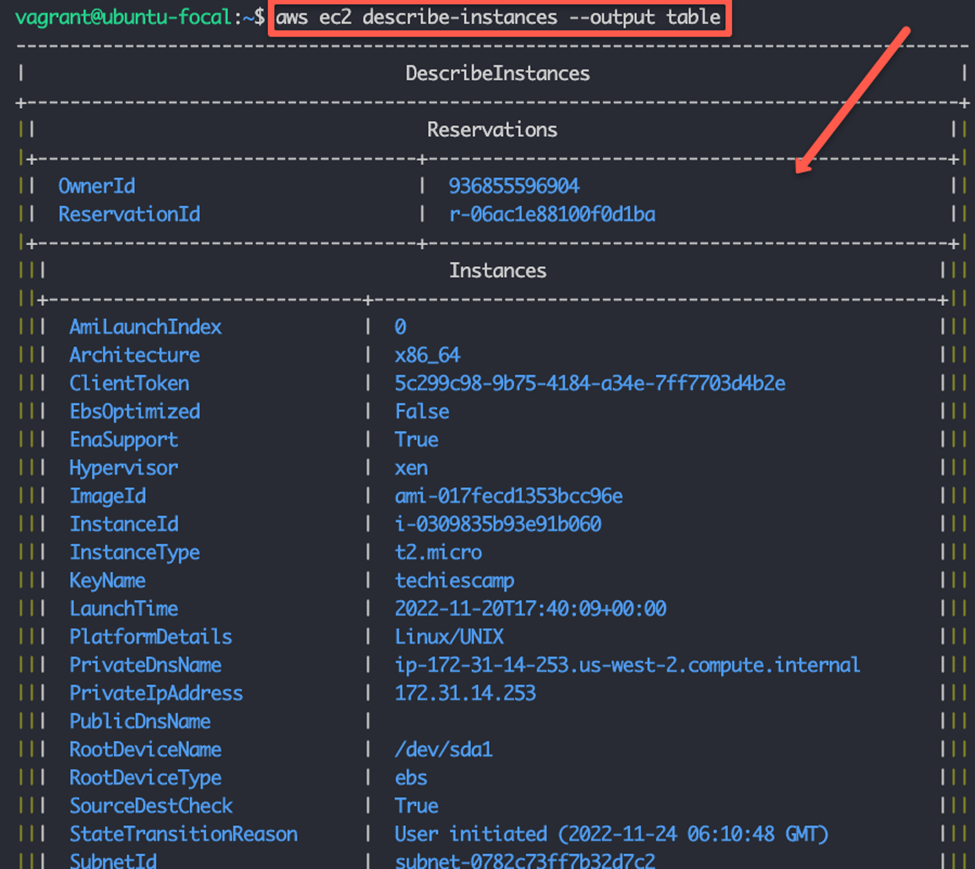 vagrant@ubuntu-focal:~$ aws ec2 describe-instances --output table
DescribeInstances
Reservations
OwnerId | 936855596904
ReservationId | r-06ac1e88100f0d1ba
Instances
AmiLaunchIndex | 0
Architecture | x86_64
ClientToken | 5c299c98-9b75-4184-a34e-7ff7703d4b2e
EbsOptimized | False
EnaSupport | True
Hypervisor | xen
ImageId | ami-017fecd1353bcc96e
InstanceId | i-0309835b93e91b060
InstanceType | t2.micro
KeyName | techiescamp
LaunchTime | 2022-11-20T17:40:09+00:00
PlatformDetails | Linux/UNIX
PrivateDnsName | ip-172-31-14-253.us-west-2.compute.internal
PrivateIpAddress | 172.31.14.253
PublicDnsName |
RootDeviceName | /dev/sda1
RootDeviceType | ebs
SourceDestCheck | True
StateTransitionReason | User initiated (2022-11-24 06:10:48 GMT)
SubnetId | subnet-0782c73ff7b32d7c2